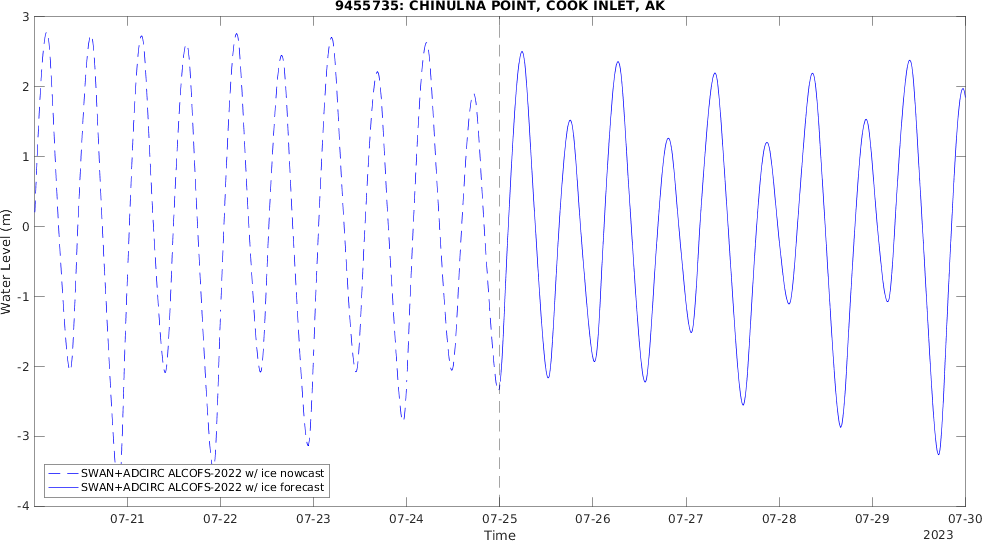 9455735: CHINULNA POINT, COOK INLET, AK
3
2
1
0
-1
-2
-3
-4
Water Level (m)
SWAN+ADCIRC ALCOFS-2022 w/ ice nowcast
SWAN+ADCIRC ALCOFS-2022 w/ ice forecast
07-21 07-22 07-23 07-24 07-25 07-26 07-27 07-28 07-29 07-30
Time
2023